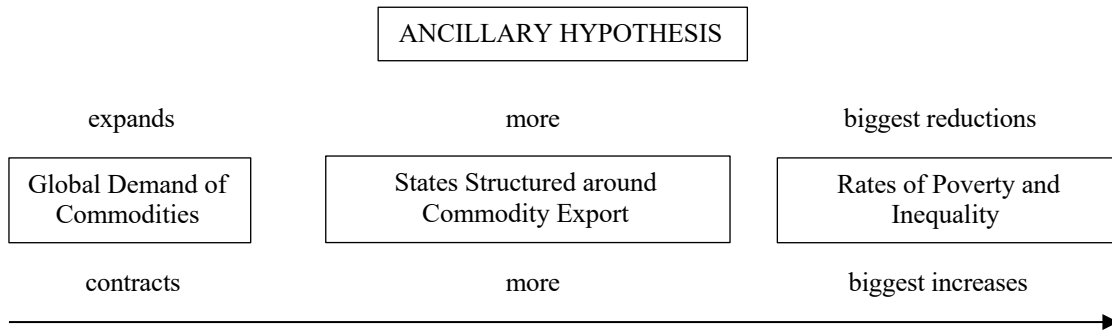 ANCILLARY HYPOTHESIS
expands more biggest reductions
Global Demand of
Commodities
States Structured around
Commodity Export
Rates of Poverty and
Inequality
contracts more biggest increases